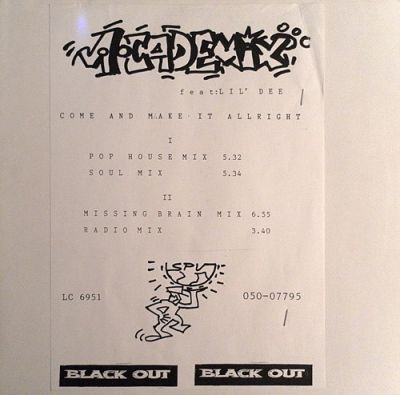 ACADEMIX
feat: LIL' DEE
COME AND MAKE IT ALLRIGHT
I
POP HOUSE MIX 5.32
SOUL MIX 5.34
II
MISSING BRAIN MIX 6.55
RADIO MIX 3.40
SPV
LC 6951 050-07795
BLACK OUT BLACK OUT